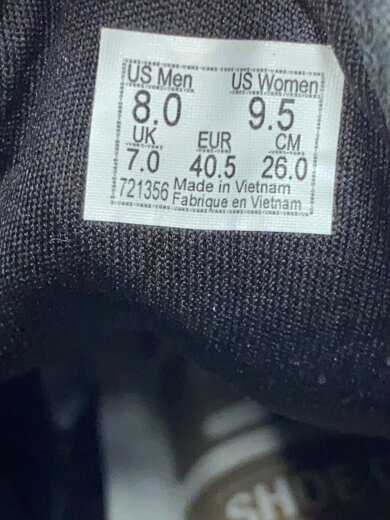 US Men US Women
8.0 9.5
UK EUR CM
7.0 40.5 26.0
721356 Made in Vietnam
Fabrique en Vietnam
SHOE